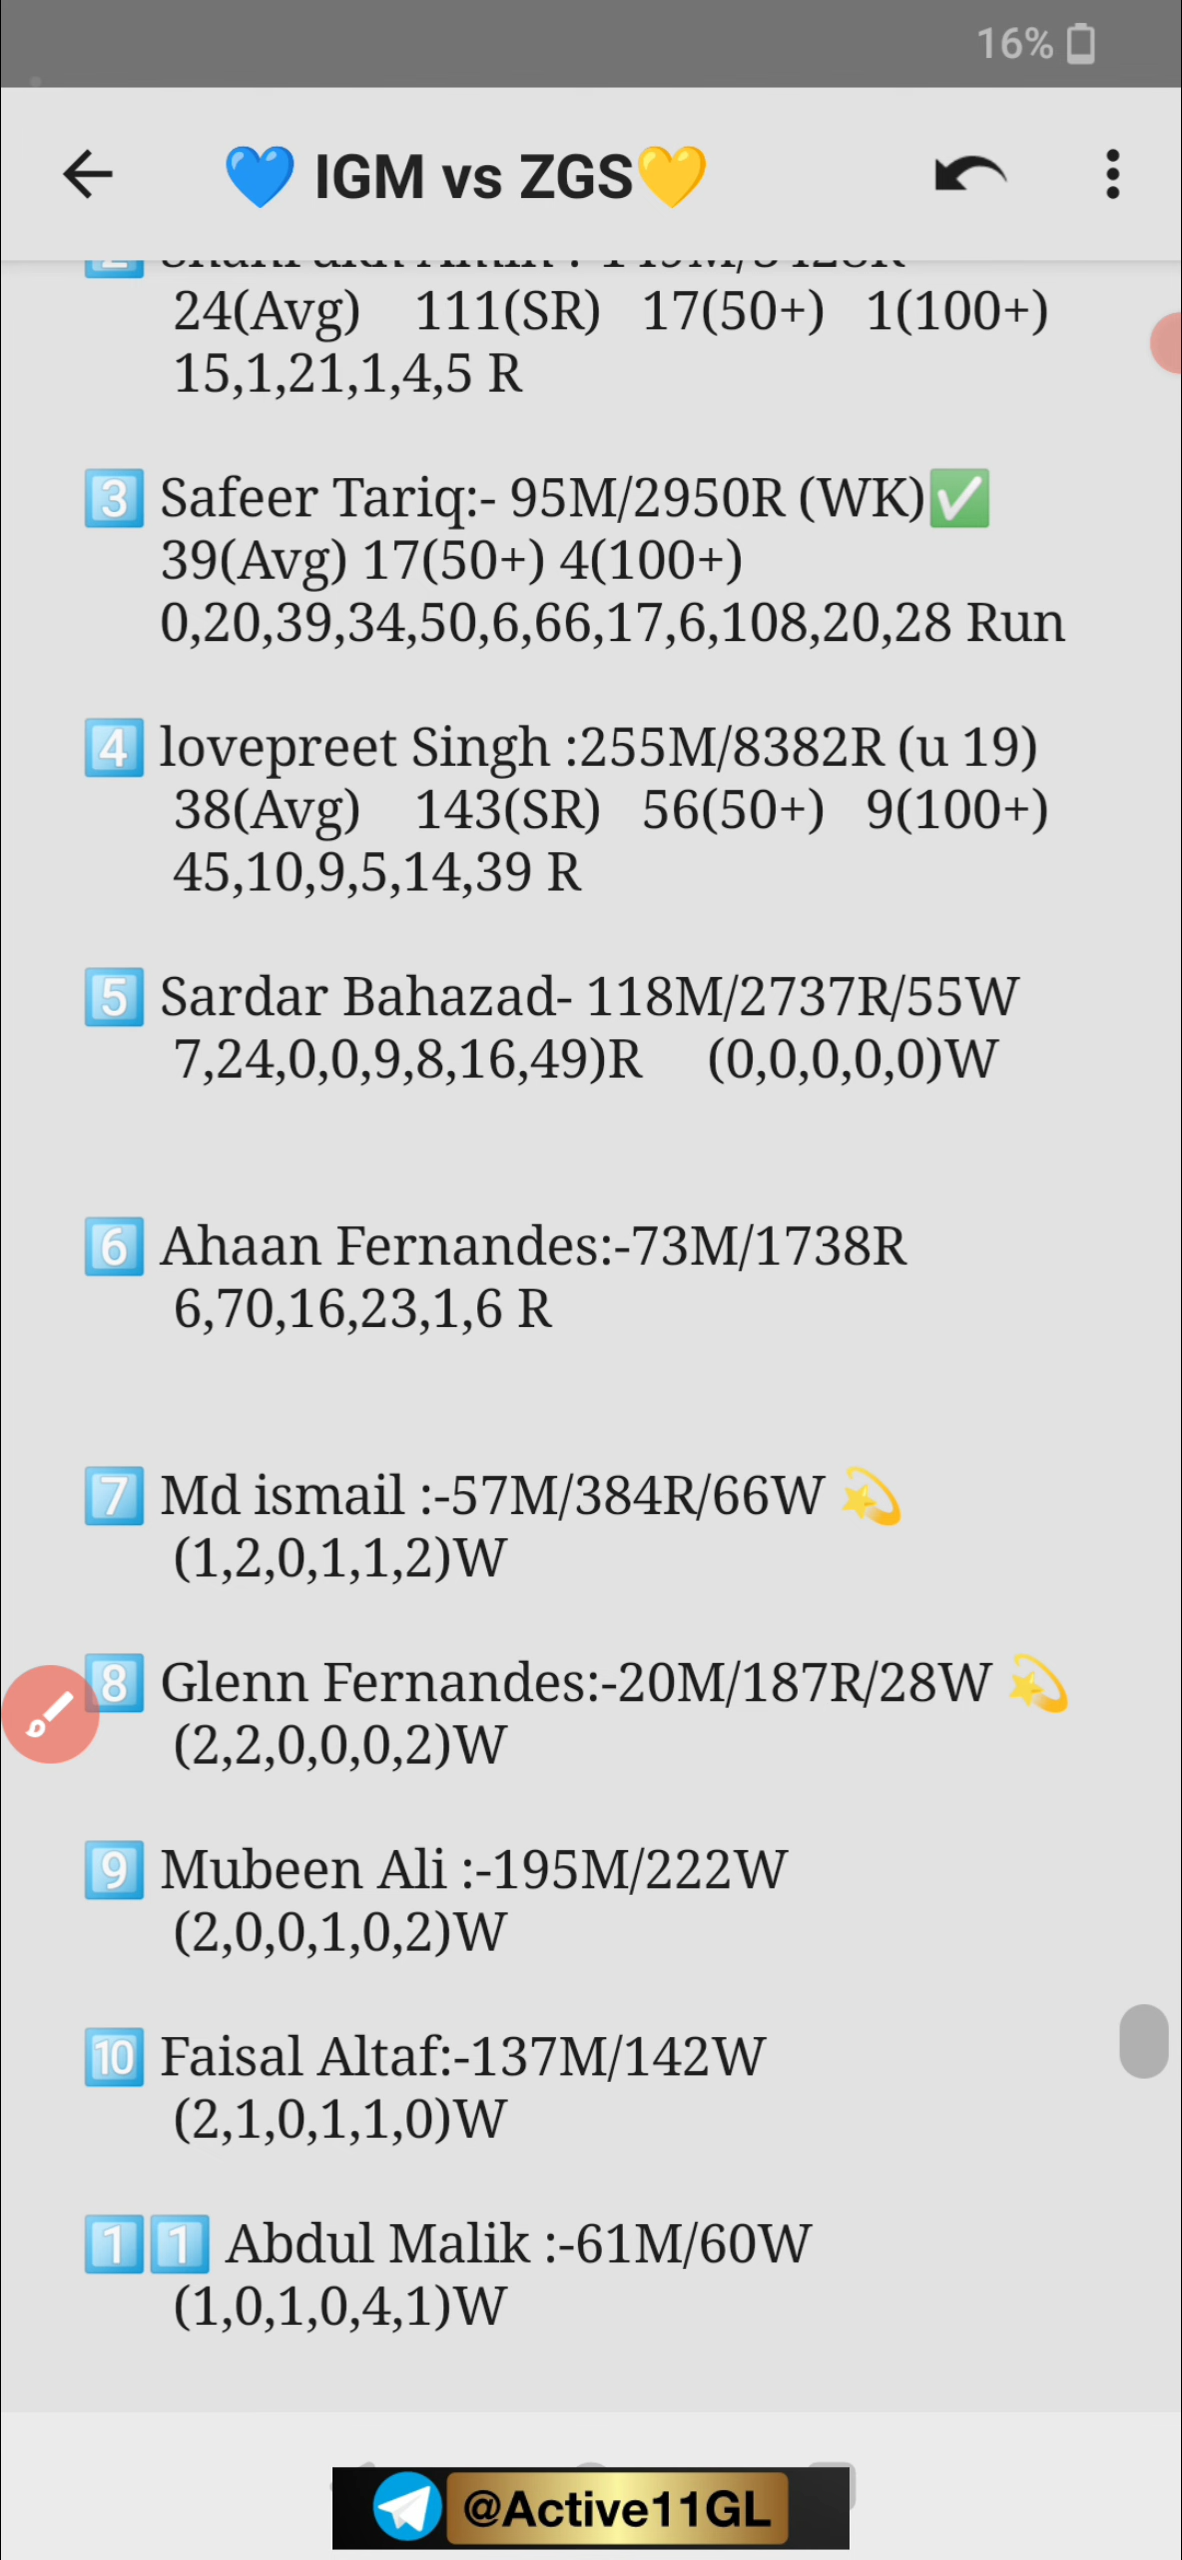 16%
💙 IGM vs ZGS💛
24(Avg) 111(SR) 17(50+) 1(100+)
15,1,21,1,4,5 R
3️⃣ Safeer Tariq:- 95M/2950R (WK)✅
39(Avg) 17(50+) 4(100+)
0,20,39,34,50,6,66,17,6,108,20,28 Run
4️⃣ lovepreet Singh :255M/8382R (u 19)
38(Avg) 143(SR) 56(50+) 9(100+)
45,10,9,5,14,39 R
5️⃣ Sardar Bahazad- 118M/2737R/55W
7,24,0,0,9,8,16,49)R (0,0,0,0,0)W
6️⃣ Ahaan Fernandes:-73M/1738R
6,70,16,23,1,6 R
7️⃣ Md ismail :-57M/384R/66W 💫
(1,2,0,1,1,2)W
8️⃣ Glenn Fernandes:-20M/187R/28W 💫
(2,2,0,0,0,2)W
9️⃣ Mubeen Ali :-195M/222W
(2,0,0,1,0,2)W
🔟 Faisal Altaf:-137M/142W
(2,1,0,1,1,0)W
1️⃣1️⃣ Abdul Malik :-61M/60W
(1,0,1,0,4,1)W
@Active11GL